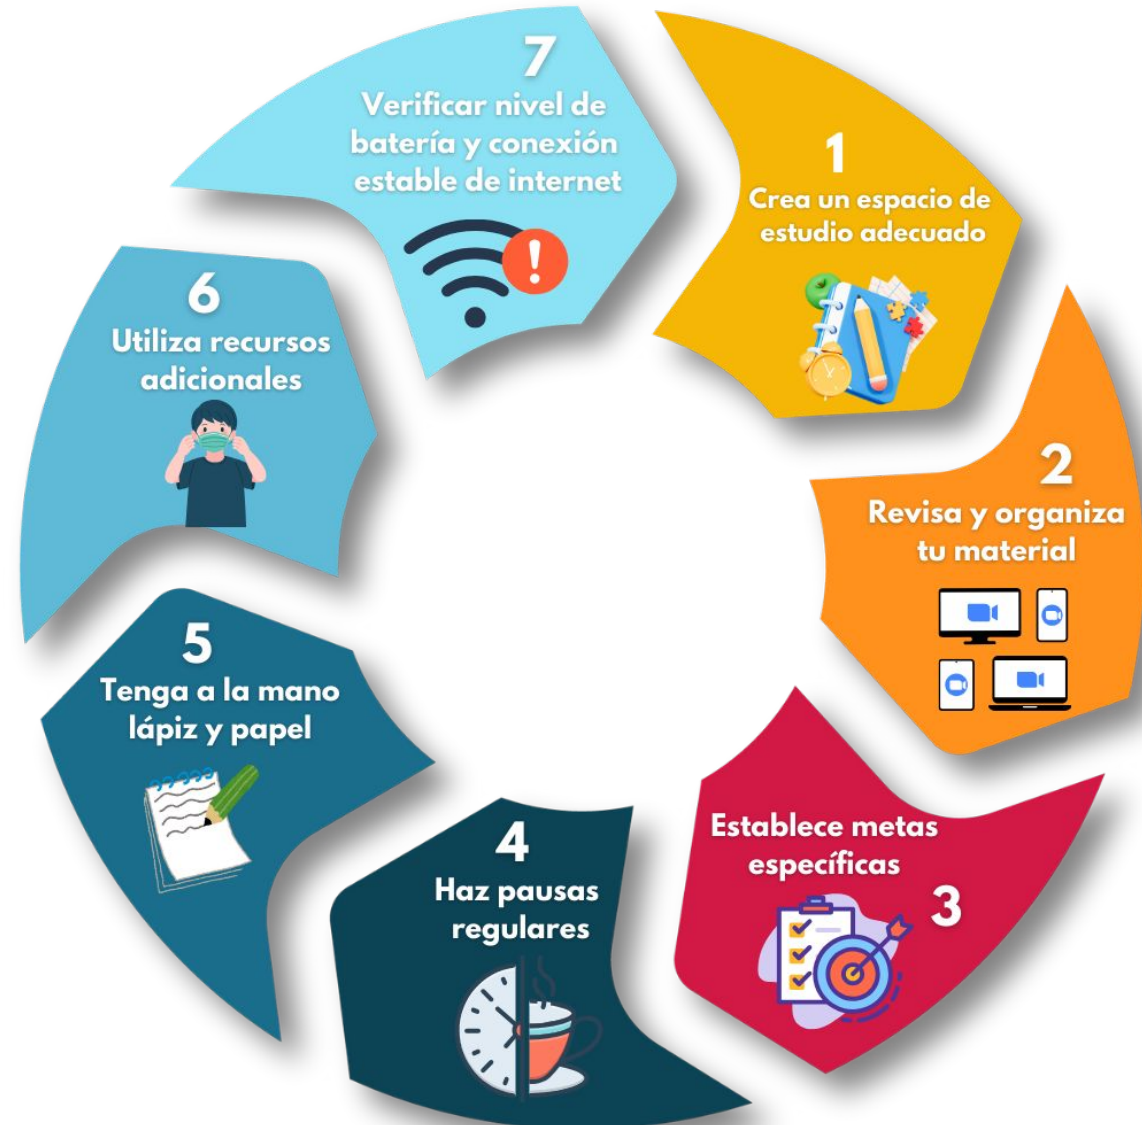 1
Crea un espacio de
estudio adecuado
2
Revisa y organiza
tu material
Establece metas
específicas
3
4
Haz pausas
regulares
5
Tenga a la mano
lápiz y papel
6
Utiliza recursos
adicionales
7
Verificar nivel de
batería y conexión
estable de internet
!